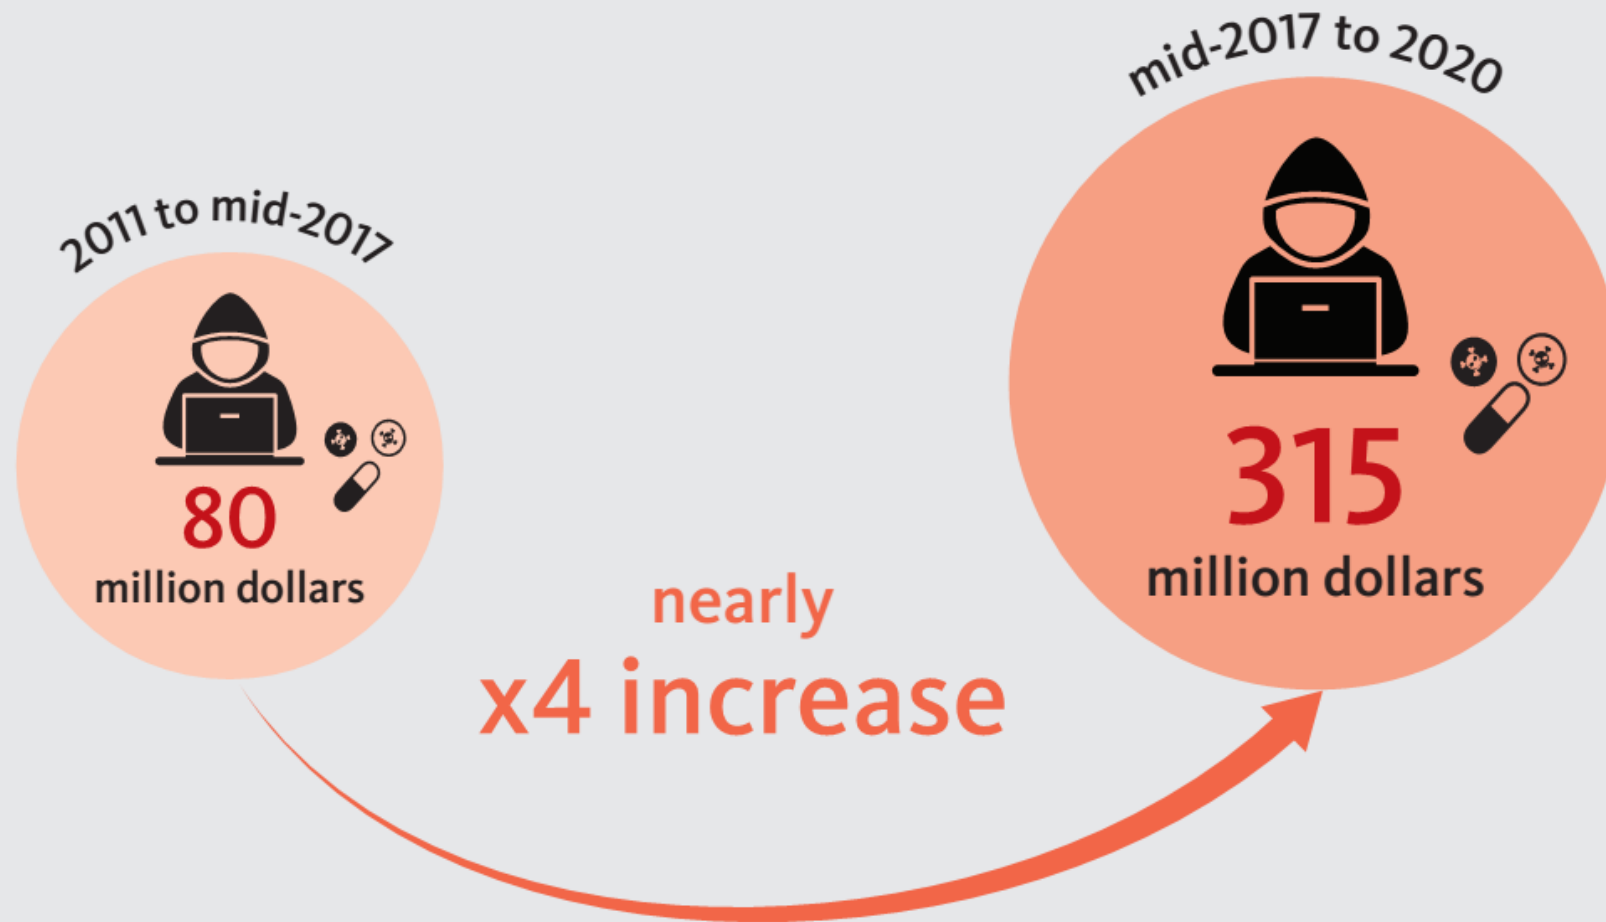 2011 to mid-2017
80
million dollars
nearly
x4 increase
mid-2017 to 2020
315
million dollars